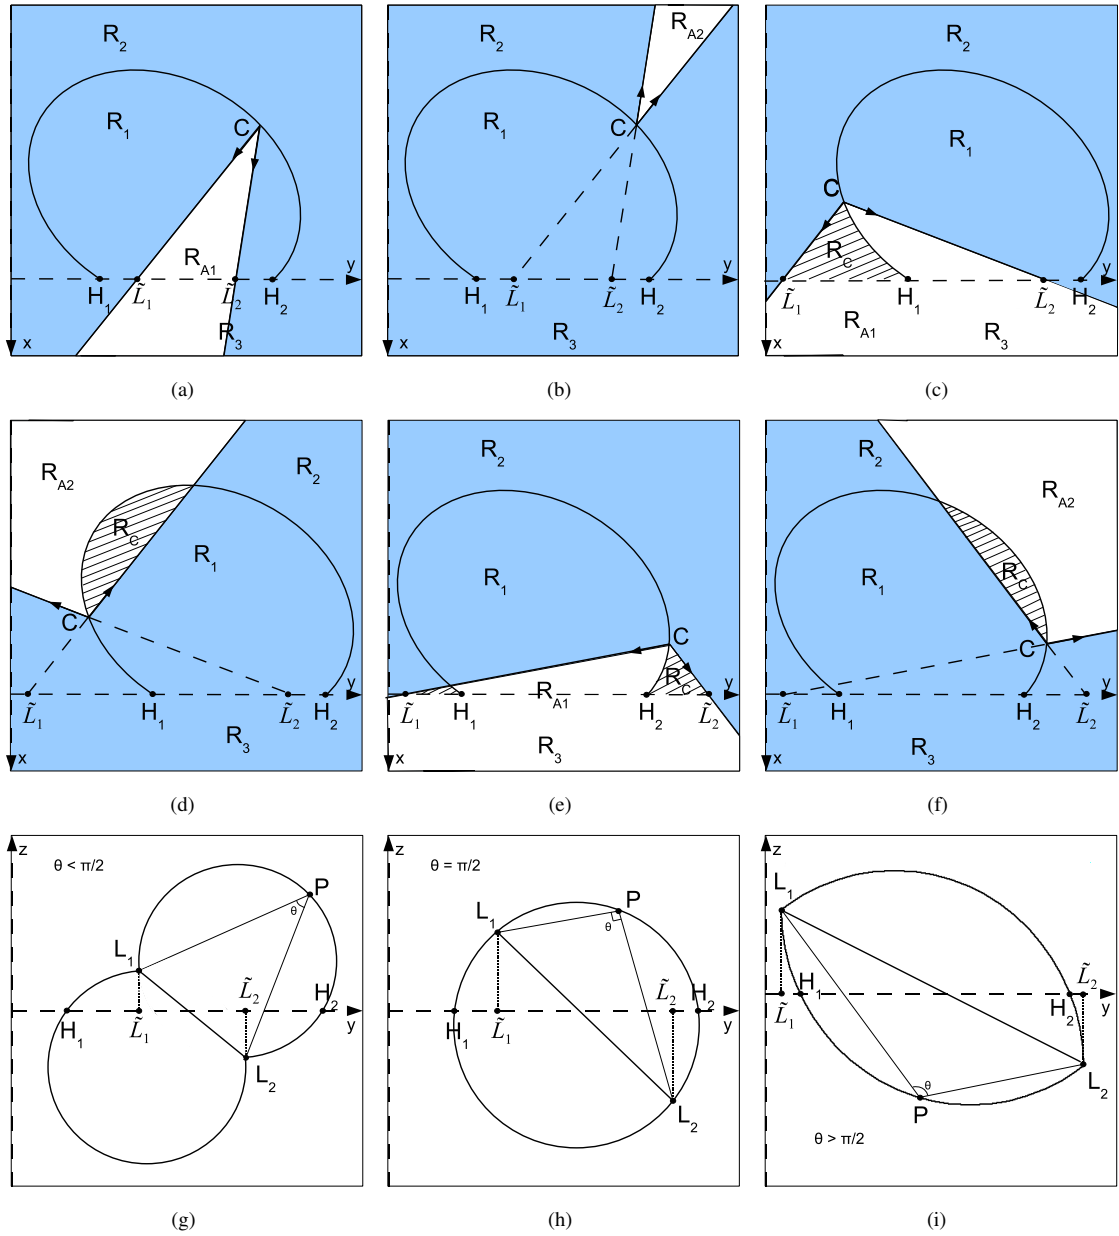 R2
R1
C
RA1
H1
L̃1
L̃2
H2
y
R3
x
(a)
RA2
R2
R1
C
H1
L̃1
L̃2
H2
y
R3
x
(b)
R2
R1
C
RC
L̃1
H1
L̃2
H2
y
RA1
R3
x
(c)
RA2
R2
RC
R1
C
L̃1
H1
L̃2
H2
y
R3
x
(d)
R2
R1
C
RC
RA1
L̃1
H1
H2
L̃2
y
R3
x
(e)
R2
RA2
RC
R1
C
L̃1
H1
H2
L̃2
y
R3
x
(f)
z
θ < π/2
P
θ
L1
L̃2
H2
H1
L̃1
y
L2
(g)
z
θ = π/2
P
L1
θ
L̃2
H2
H1
L̃1
y
L2
(h)
z
L1
L̃2
H1
H2
L̃1
y
θ
L2
P
θ > π/2
(i)